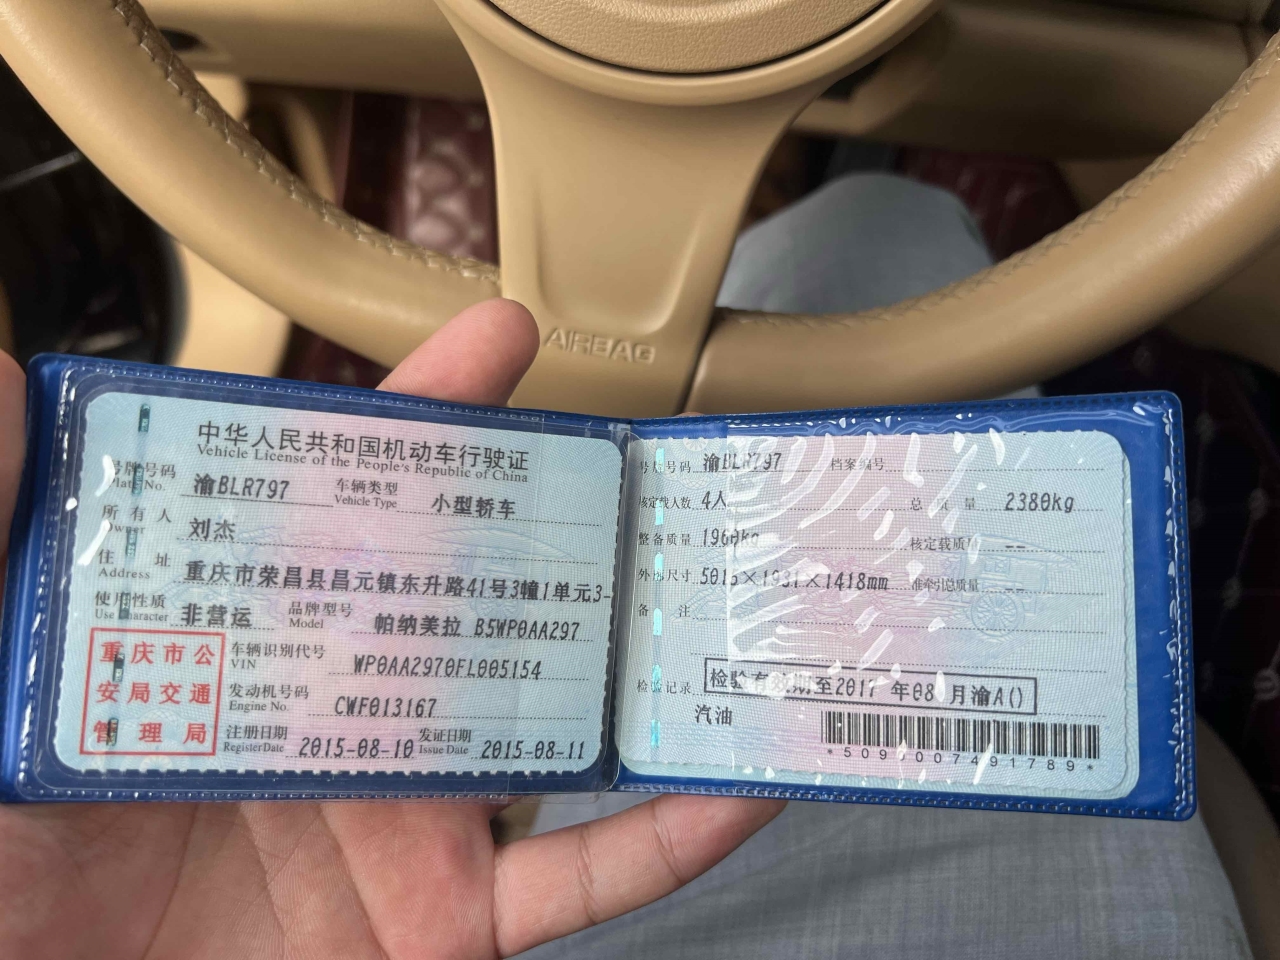 AIRBAG
中华人民共和国机动车行驶证
Vehicle License of the People's Republic of China
号牌号码 渝BLR797 车辆类型 小型轿车
Plate No. Vehicle Type
所有人 刘杰
Owner
住址 重庆市荣昌县昌元镇东升路41号3幢1单元3-
Address
使用性质 非营运 品牌型号 帕纳美拉 B5WP0AA297
Use Character Model
重庆市公
安局交通
管理局
车辆识别代号 WP0AA2970FL005154
VIN
发动机号码 CWF013167
Engine No.
注册日期 2015-08-10 发证日期 2015-08-11
Register Date Issue Date
号牌号码 渝BLR797 档案编号
核定载人数 4人 总质量 2380kg
整备质量 1960kg 核定载质量 --
外廓尺寸 5015×1931×1418mm 准牵引总质量 --
备注
检验记录 检验有效期至2017年08月渝A()
汽油